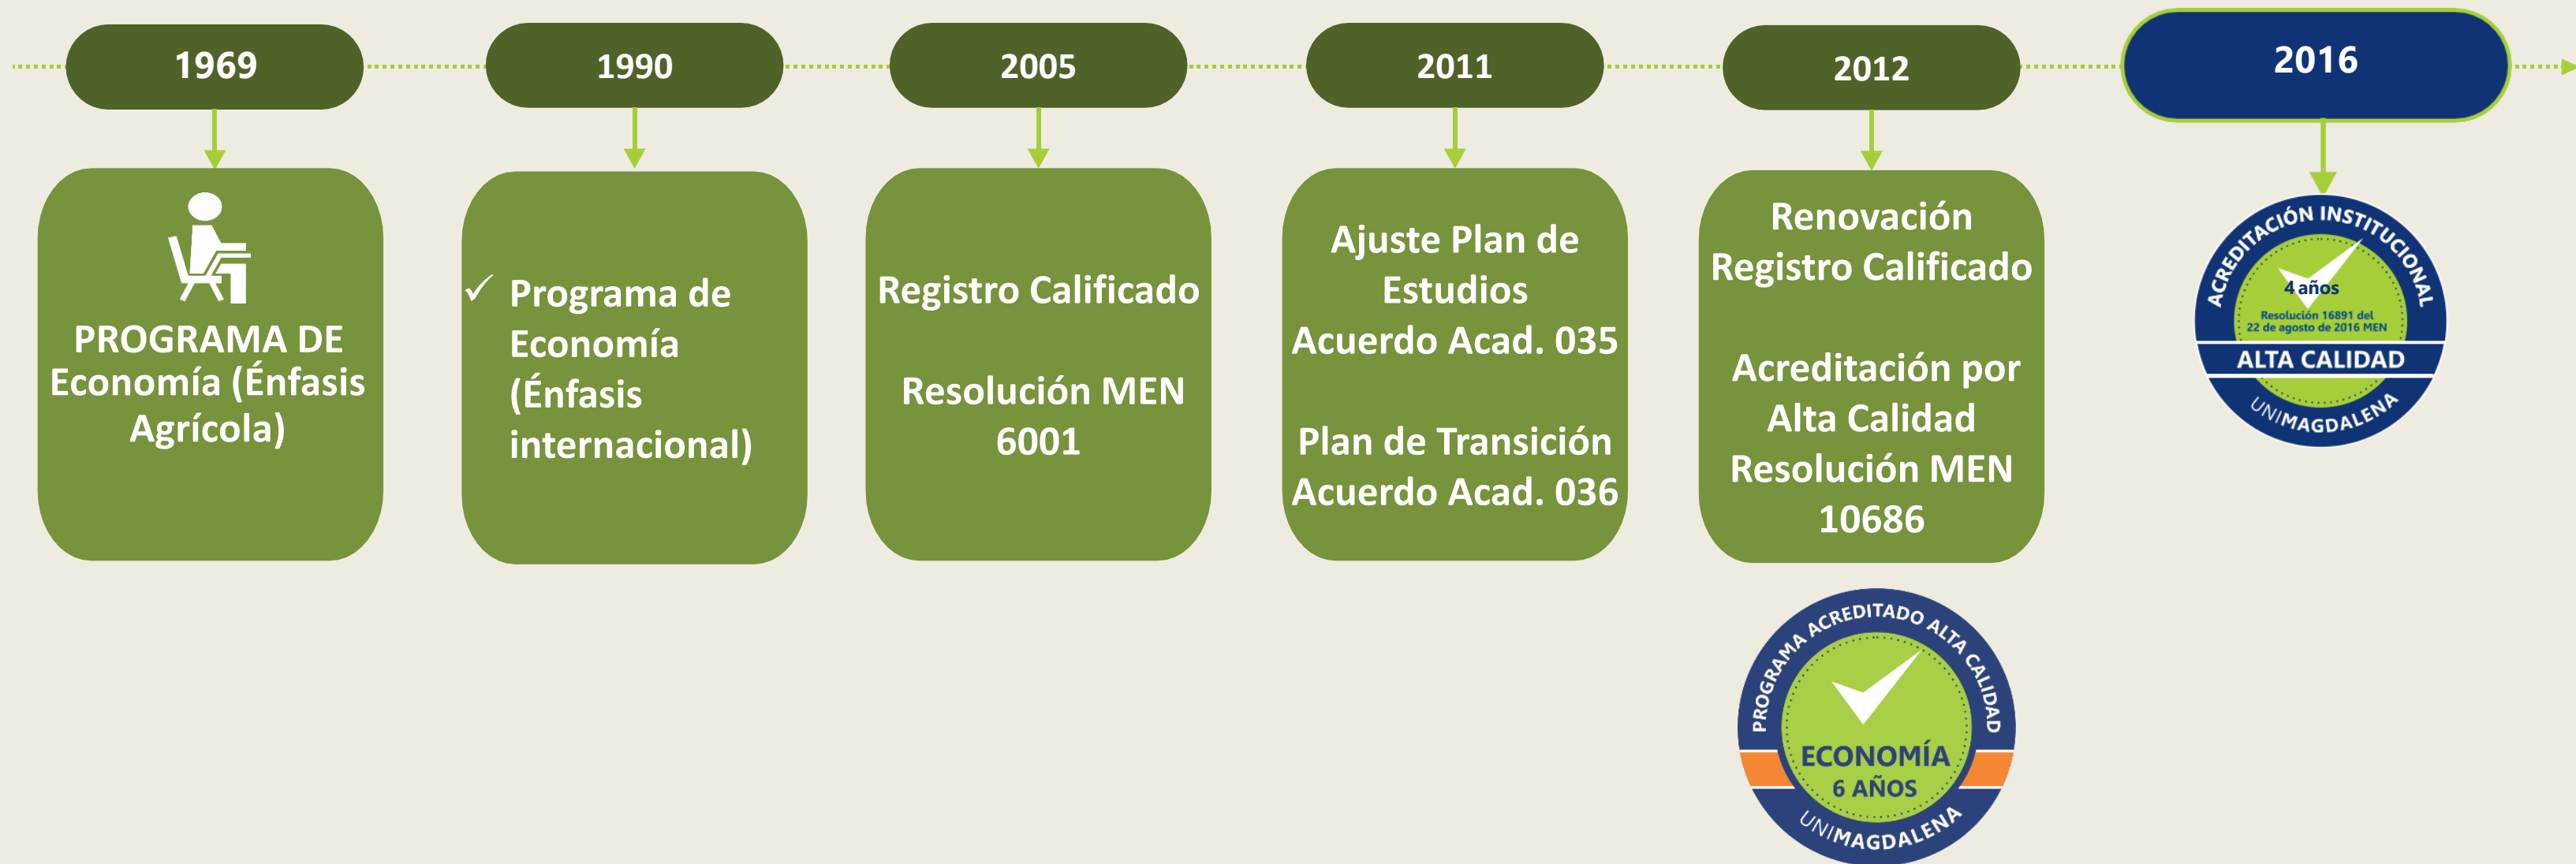 1969
1990
2005
2011
2012
2016
PROGRAMA DE
Economía (Énfasis
Agrícola)
✓ Programa de
Economía
(Énfasis
internacional)
Registro Calificado
Resolución MEN
6001
Ajuste Plan de
Estudios
Acuerdo Acad. 035
Plan de Transición
Acuerdo Acad. 036
Renovación
Registro Calificado
Acreditación por
Alta Calidad
Resolución MEN
10686
ACREDITACIÓN INSTITUCIONAL
4 años
Resolución 16891 del
22 de agosto de 2016 MEN
ALTA CALIDAD
UNIMAGDALENA
PROGRAMA ACREDITADO ALTA CALIDAD
ECONOMÍA
6 AÑOS
UNIMAGDALENA